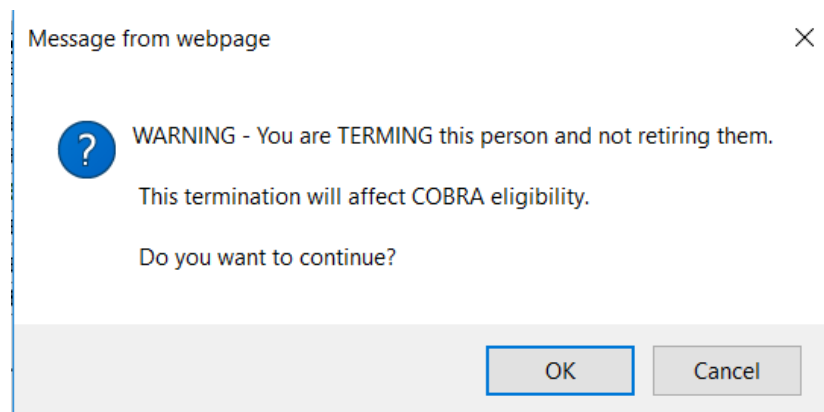 Message from webpage
WARNING - You are TERMING this person and not retiring them.
This termination will affect COBRA eligibility.
Do you want to continue?
OK Cancel